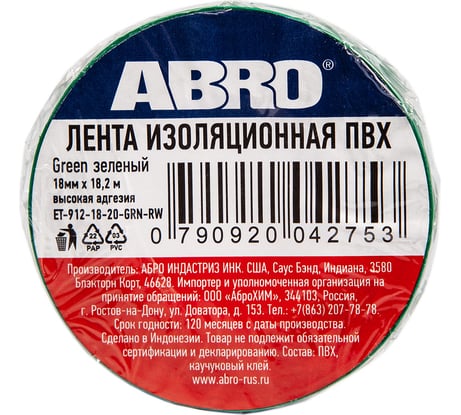 ABRO®
ЛЕНТА ИЗОЛЯЦИОННАЯ ПВХ
Green зеленый
18мм x 18,2 м
высокая адгезия
ET-912-18-20-GRN-RW
22
PAP
03
PVC
0 790920 042753
Производитель: АБРО ИНДАСТРИЗ ИНК. США, Саус Бэнд, Индиана, 3580
Блэкторн Корт, 46628. Импортер и уполномоченная организация на
принятие обращений: ООО «АброХИМ», 344103, Россия,
г. Ростов-на-Дону, ул. Доватора, д. 153. Тел.:+7(863) 207-78-78.
Срок годности: 120 месяцев с даты производства.
Сделано в Индонезии. Товар не подлежит обязательной
сертификации и декларированию. Состав: ПВХ,
каучуковый клей.
www.abro-rus.ru